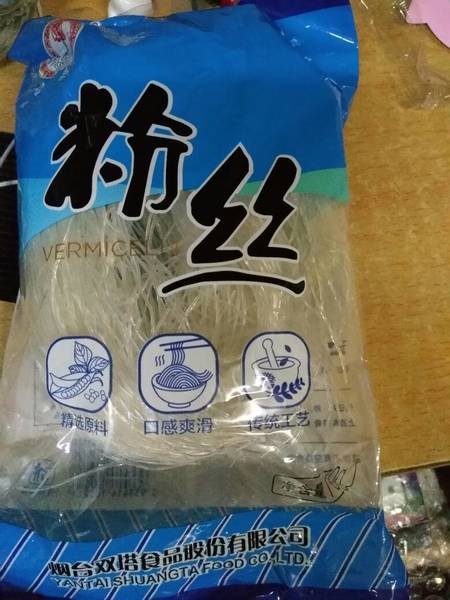 粉丝
VERMICELLI
精选原料
口感爽滑
传统工艺
净含量
烟台双塔食品股份有限公司
YANTAI SHUANGTA FOOD CO.,LTD.